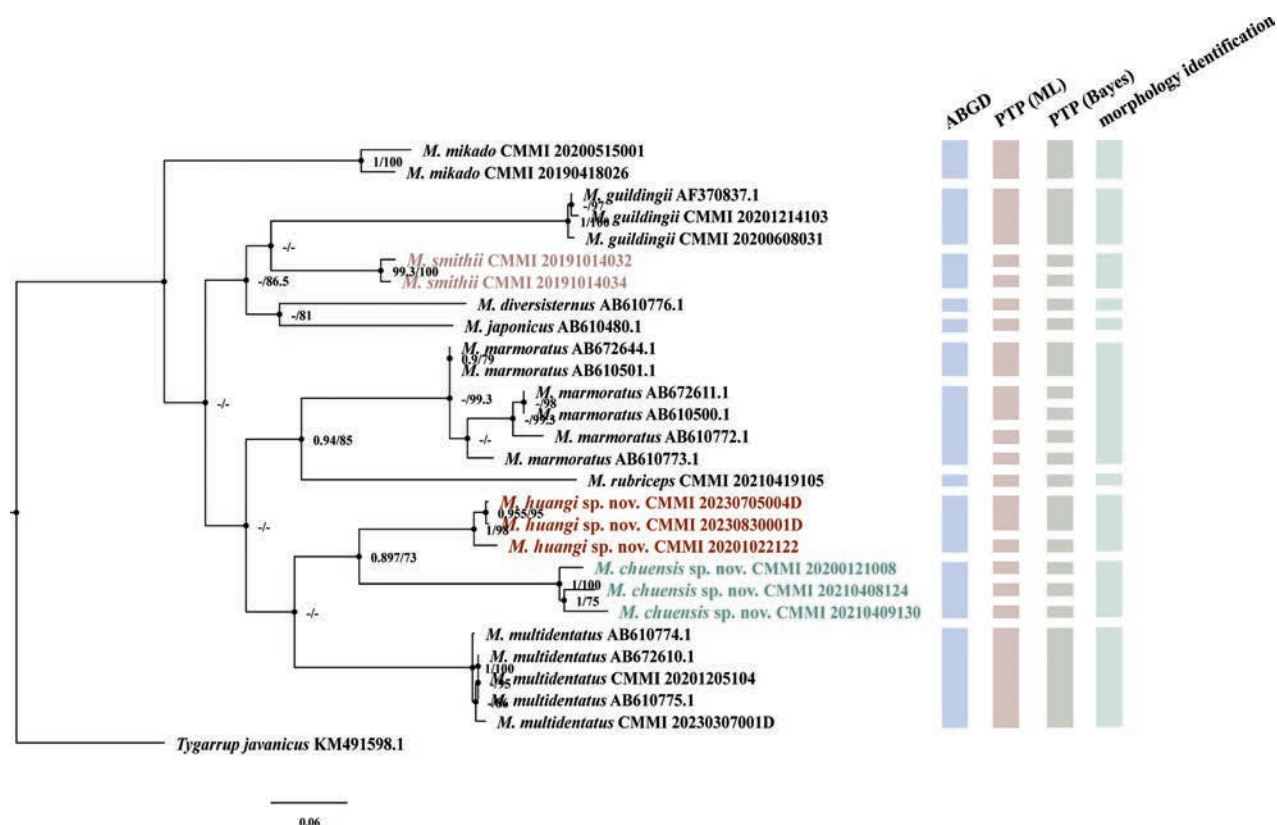 ABGD
PTP (ML)
PTP (Bayes)
morphology identification
M. mikado CMMI 20200515001
1/100
M. mikado CMMI 20190418026
M. guildingii AF370837.1
-/97
M. guildingii CMMI 20201214103
1/100
M. guildingii CMMI 20200608031
-/-
M. smithii CMMI 20191014032
99.3/100
M. smithii CMMI 20191014034
-/86.5
M. diversisternus AB610776.1
-/81
M. japonicus AB610480.1
M. marmoratus AB672644.1
0.9/79
M. marmoratus AB610501.1
M. marmoratus AB672611.1
-/99.3
-/98
-/-
M. marmoratus AB610500.1
-/99.3
M. marmoratus AB610772.1
0.94/85
-/-
M. marmoratus AB610773.1
M. rubriceps CMMI 20210419105
M. huangi sp. nov. CMMI 20230705004D
0.955/95
-/-
M. huangi sp. nov. CMMI 20230830001D
1/98
M. huangi sp. nov. CMMI 20201022122
0.897/73
M. chuensis sp. nov. CMMI 20200121008
1/100
M. chuensis sp. nov. CMMI 20210408124
1/75
-/-
M. chuensis sp. nov. CMMI 20210409130
M. multidentatus AB610774.1
M. multidentatus AB672610.1
1/100
M. multidentatus CMMI 20201205104
-/95
M. multidentatus AB610775.1
M. multidentatus CMMI 20230307001D
Tygarrup javanicus KM491598.1
0.06